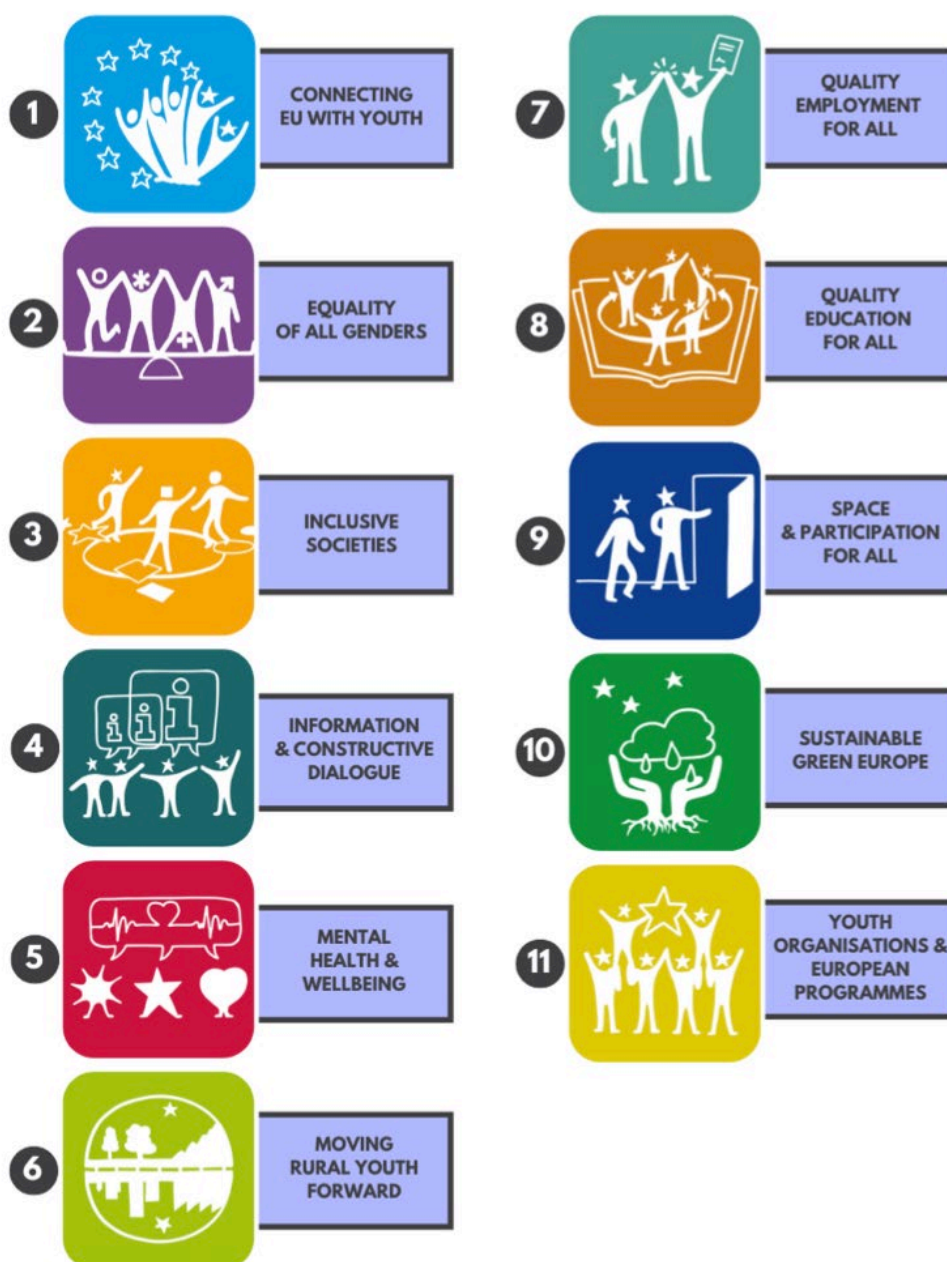 1
CONNECTING
EU WITH YOUTH
2
EQUALITY
OF ALL GENDERS
3
INCLUSIVE
SOCIETIES
4
i i i
INFORMATION
& CONSTRUCTIVE
DIALOGUE
5
MENTAL
HEALTH &
WELLBEING
6
MOVING
RURAL YOUTH
FORWARD
7
QUALITY
EMPLOYMENT
FOR ALL
8
QUALITY
EDUCATION
FOR ALL
9
SPACE
& PARTICIPATION
FOR ALL
10
SUSTAINABLE
GREEN EUROPE
11
YOUTH
ORGANISATIONS &
EUROPEAN
PROGRAMMES